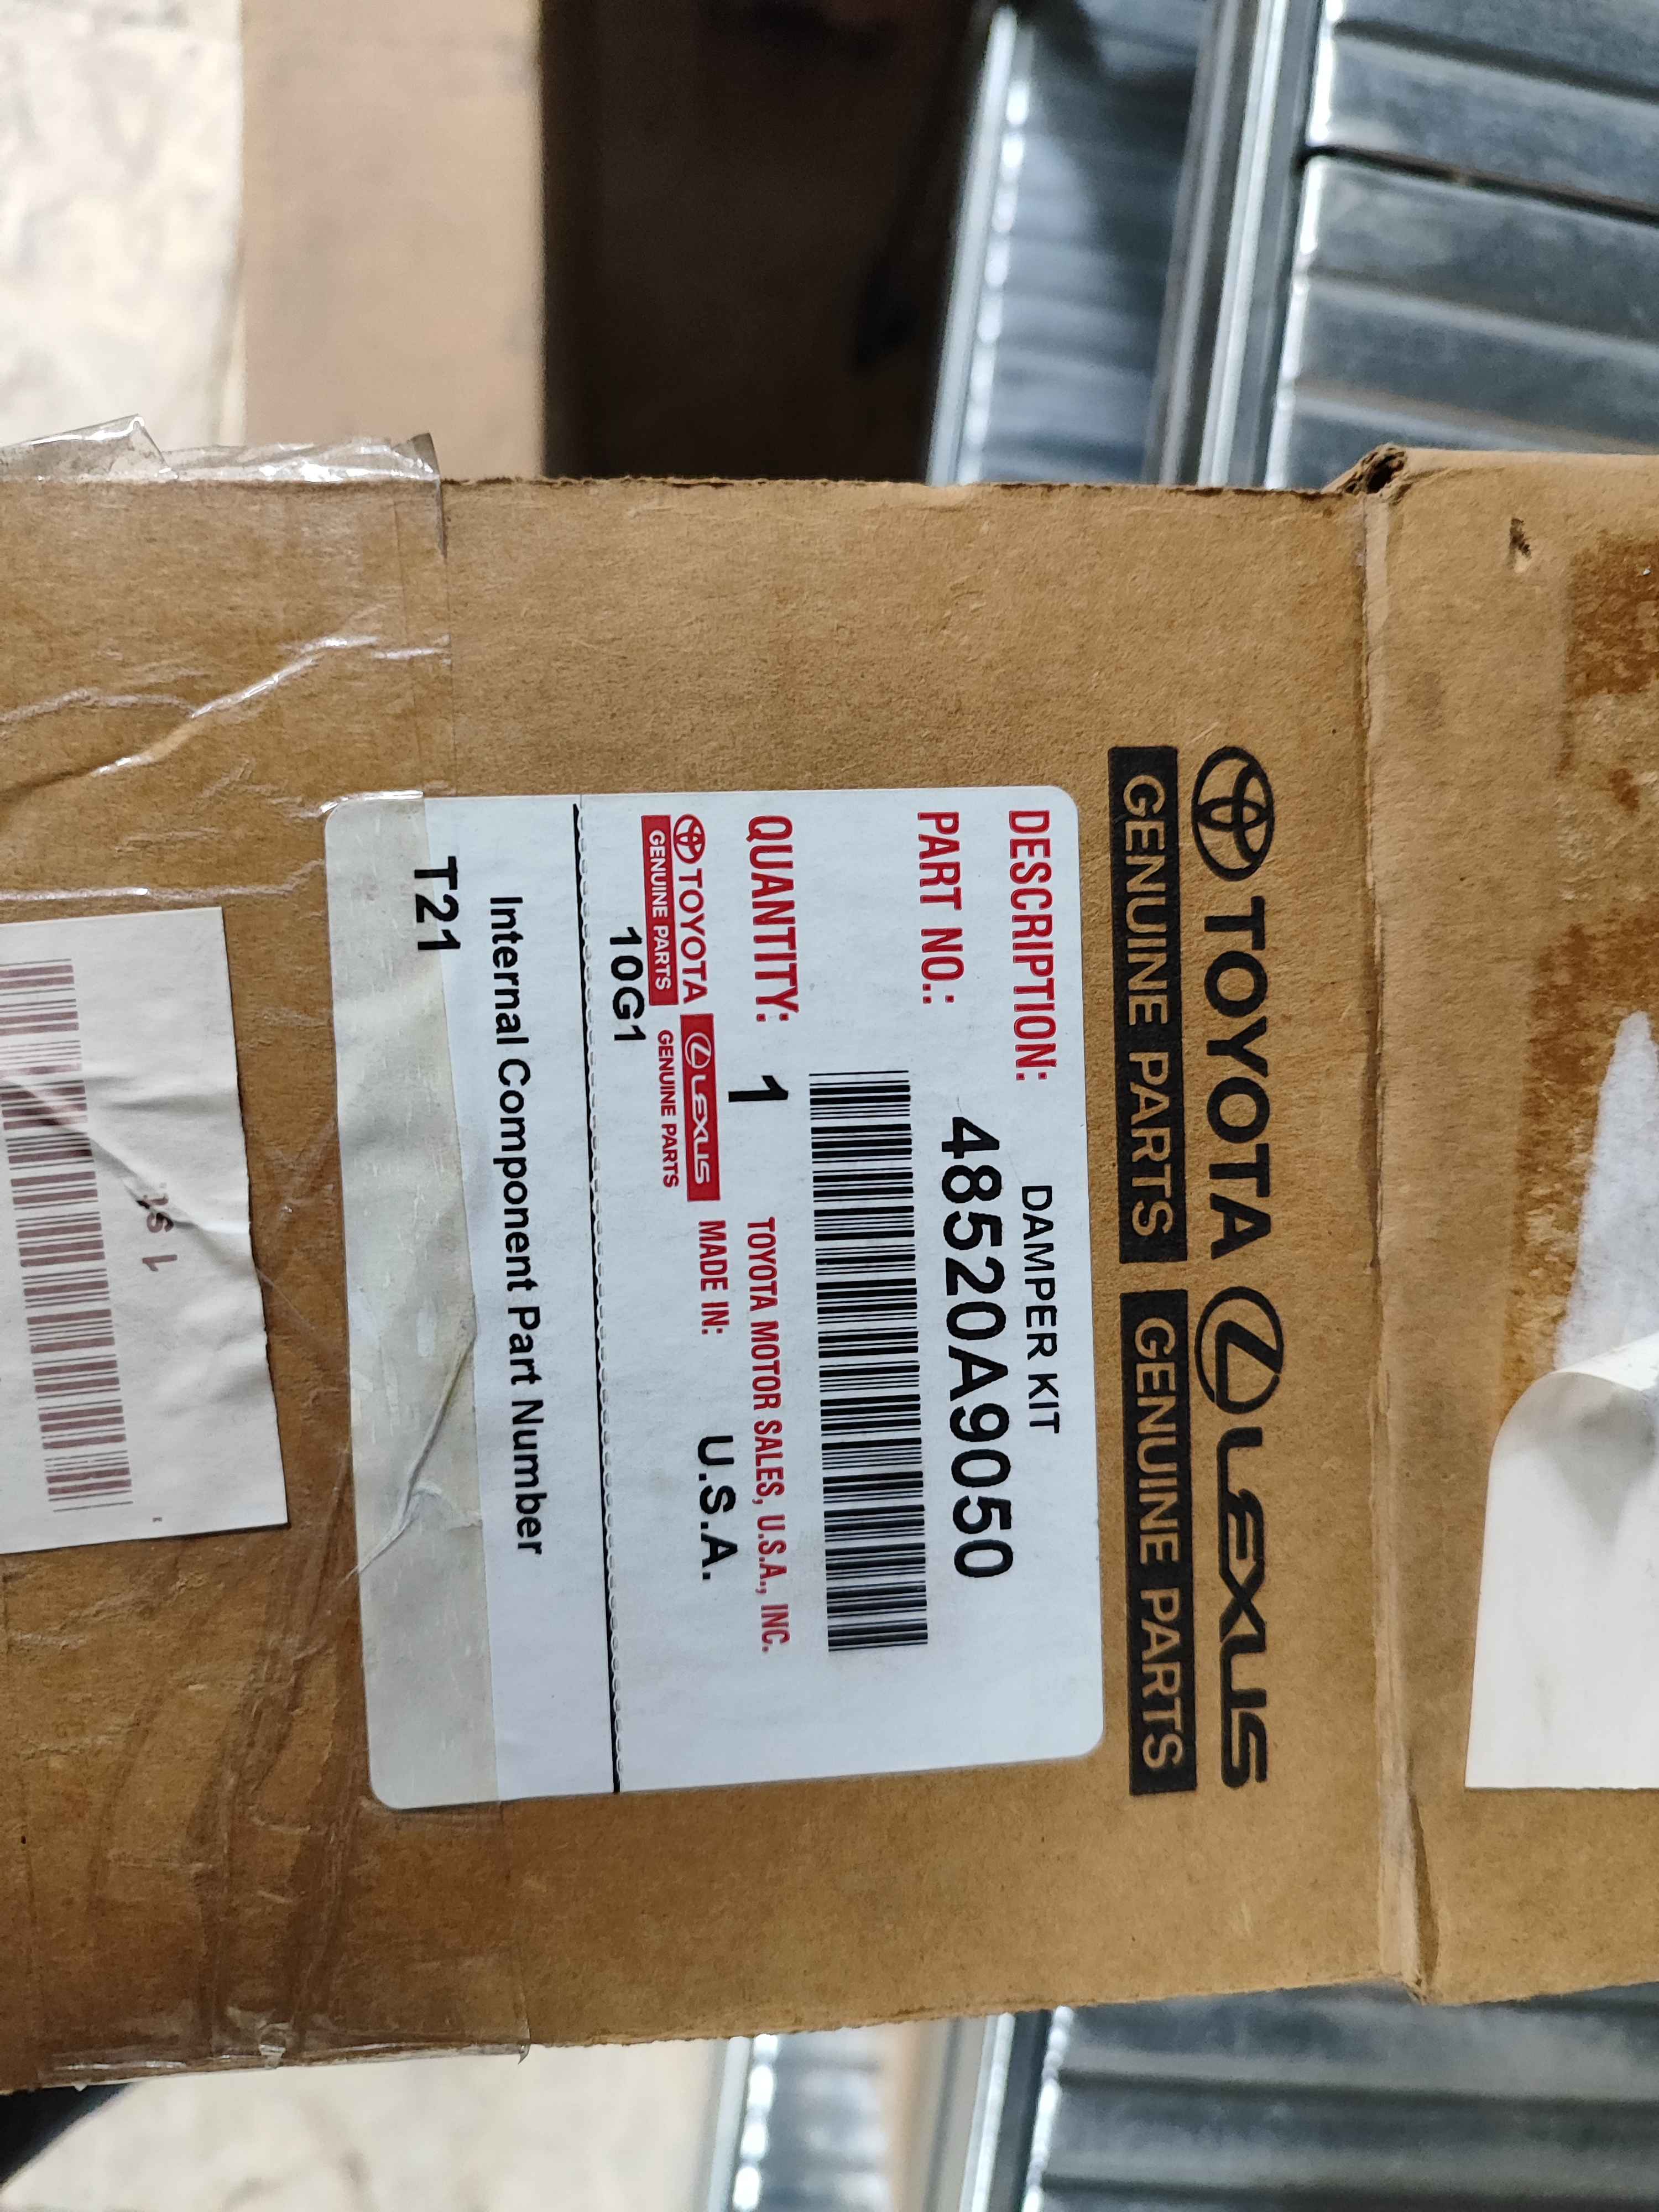 TOYOTA LEXUS
GENUINE PARTS GENUINE PARTS
DESCRIPTION: DAMPER KIT
PART NO.: 48520A9050
QUANTITY: 1 TOYOTA MOTOR SALES, U.S.A., INC.
TOYOTA LEXUS MADE IN: U.S.A.
GENUINE PARTS GENUINE PARTS
10G1
Internal Component Part Number
T21